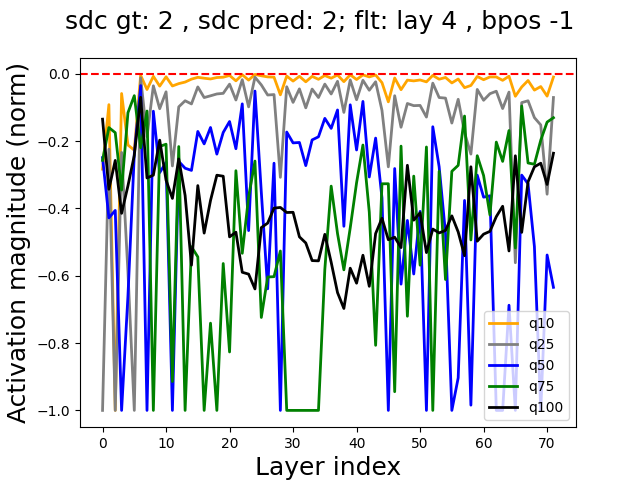 sdc gt: 2 , sdc pred: 2; flt: lay 4 , bpos -1
Activation magnitude (norm)
0.0
−0.2
−0.4
−0.6
−0.8
−1.0
0 10 20 30 40 50 60 70
Layer index
q10
q25
q50
q75
q100